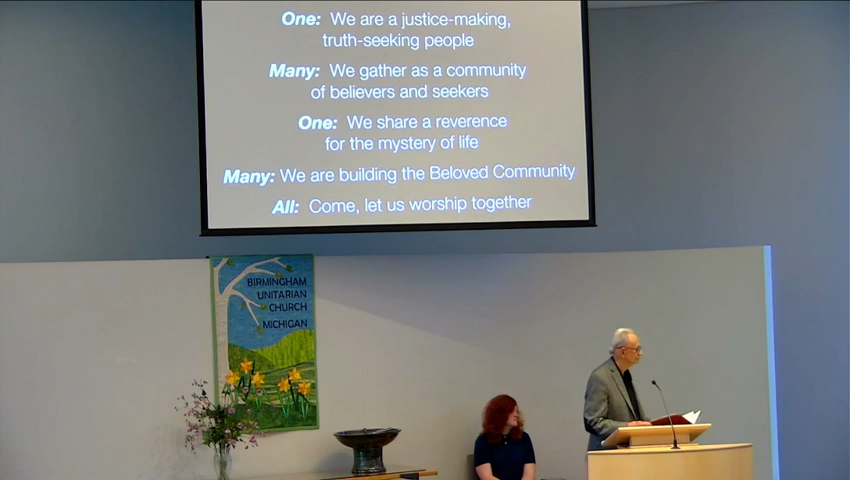 One: We are a justice-making,
truth-seeking people
Many: We gather as a community
of believers and seekers
One: We share a reverence
for the mystery of life
Many: We are building the Beloved Community
All: Come, let us worship together
BIRMINGHAM
UNITARIAN
CHURCH
MICHIGAN